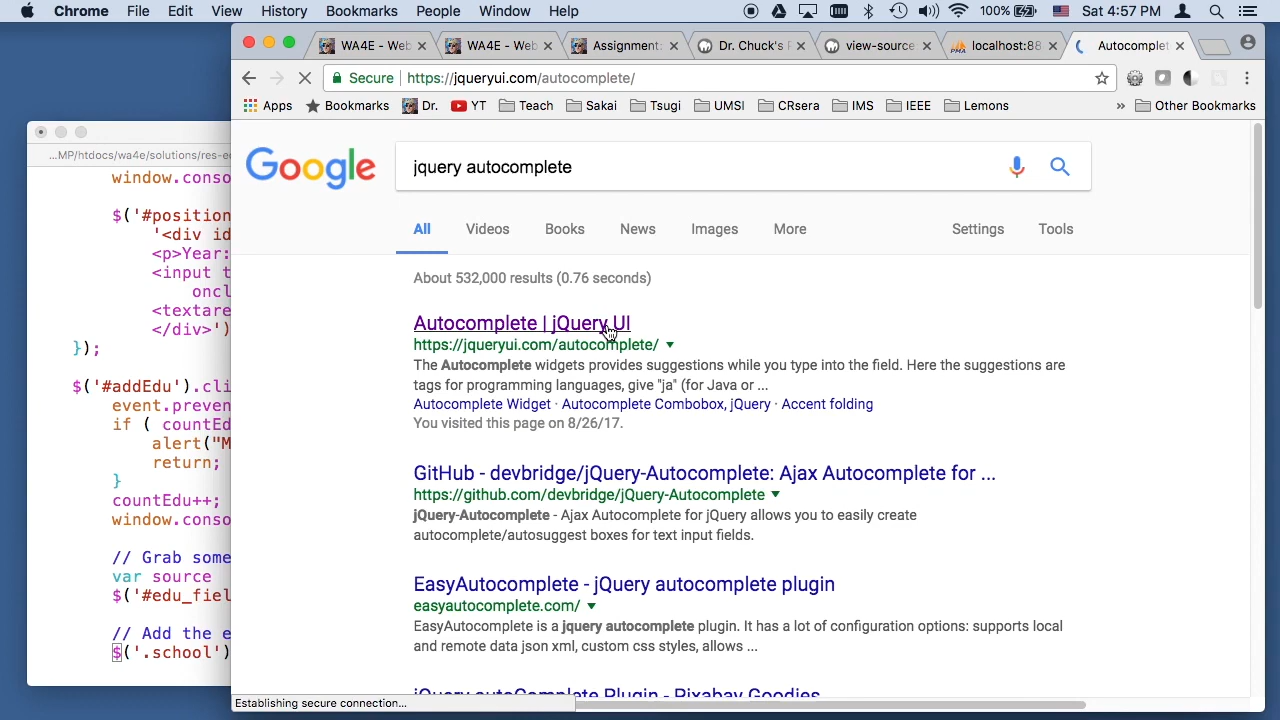 Chrome File Edit View History Bookmarks People Window Help 100% Sat 4:57 PM
WA4E - Web WA4E - Web Assignment: Dr. Chuck's view-source localhost:88 Autocomplet
Secure https://jqueryui.com/autocomplete/
Apps Bookmarks Dr. YT Teach Sakai Tsugi UMSI CRsera IMS IEEE Lemons » Other Bookmarks
...MP/htdocs/wa4e/solutions/res-e
window.conso
$('#position
'<div id
<p>Year:
<input t
oncl
<textare
</div>')
});
$('#addEdu').cli
event.preven
if ( countEd
alert("M
return;
}
countEdu++;
window.conso
// Grab some
var source
$('#edu_fiel
// Add the e
$('.school')
Google
jquery autocomplete
All Videos Books News Images More Settings Tools
About 532,000 results (0.76 seconds)
Autocomplete | jQuery UI
https://jqueryui.com/autocomplete/
The Autocomplete widgets provides suggestions while you type into the field. Here the suggestions are
tags for programming languages, give "ja" (for Java or ...
Autocomplete Widget · Autocomplete Combobox, jQuery · Accent folding
You visited this page on 8/26/17.
GitHub - devbridge/jQuery-Autocomplete: Ajax Autocomplete for ...
https://github.com/devbridge/jQuery-Autocomplete
jQuery-Autocomplete - Ajax Autocomplete for jQuery allows you to easily create
autocomplete/autosuggest boxes for text input fields.
EasyAutocomplete - jQuery autocomplete plugin
easyautocomplete.com/
EasyAutocomplete is a jquery autocomplete plugin. It has a lot of configuration options: supports local
and remote data json xml, custom css styles, allows ...
jQuery autoComplete Plugin - Pixabay Goodies
Establishing secure connection...